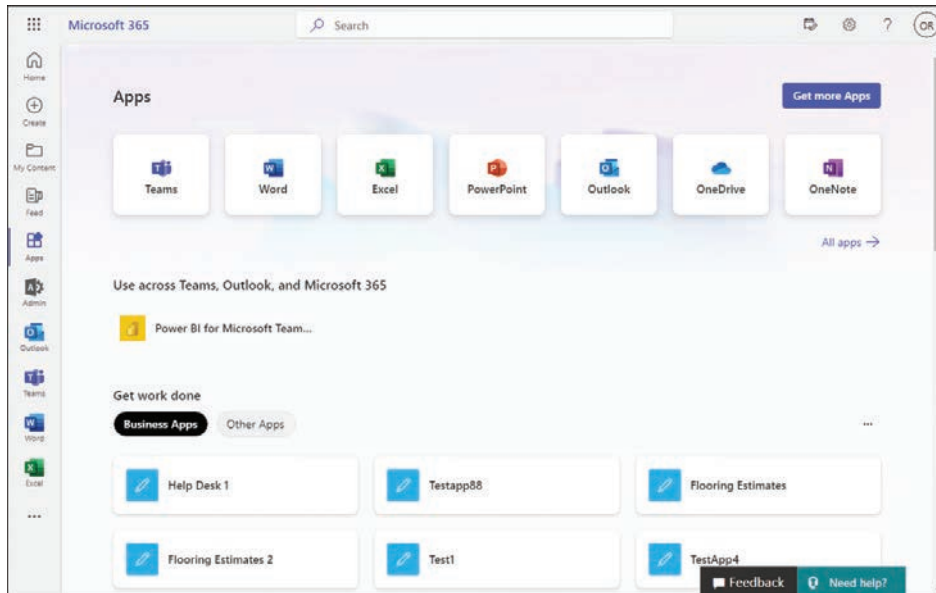 Microsoft 365
Search
?
OR
Home
Create
My Content
Feed
Apps
Admin
Outlook
Teams
Word
Excel
...
Apps
Get more Apps
Teams
Word
Excel
PowerPoint
Outlook
OneDrive
OneNote
All apps →
Use across Teams, Outlook, and Microsoft 365
Power BI for Microsoft Team...
Get work done
Business Apps
Other Apps
...
Help Desk 1
Testapp88
Flooring Estimates
Flooring Estimates 2
Test1
TestApp4
Feedback
Need help?